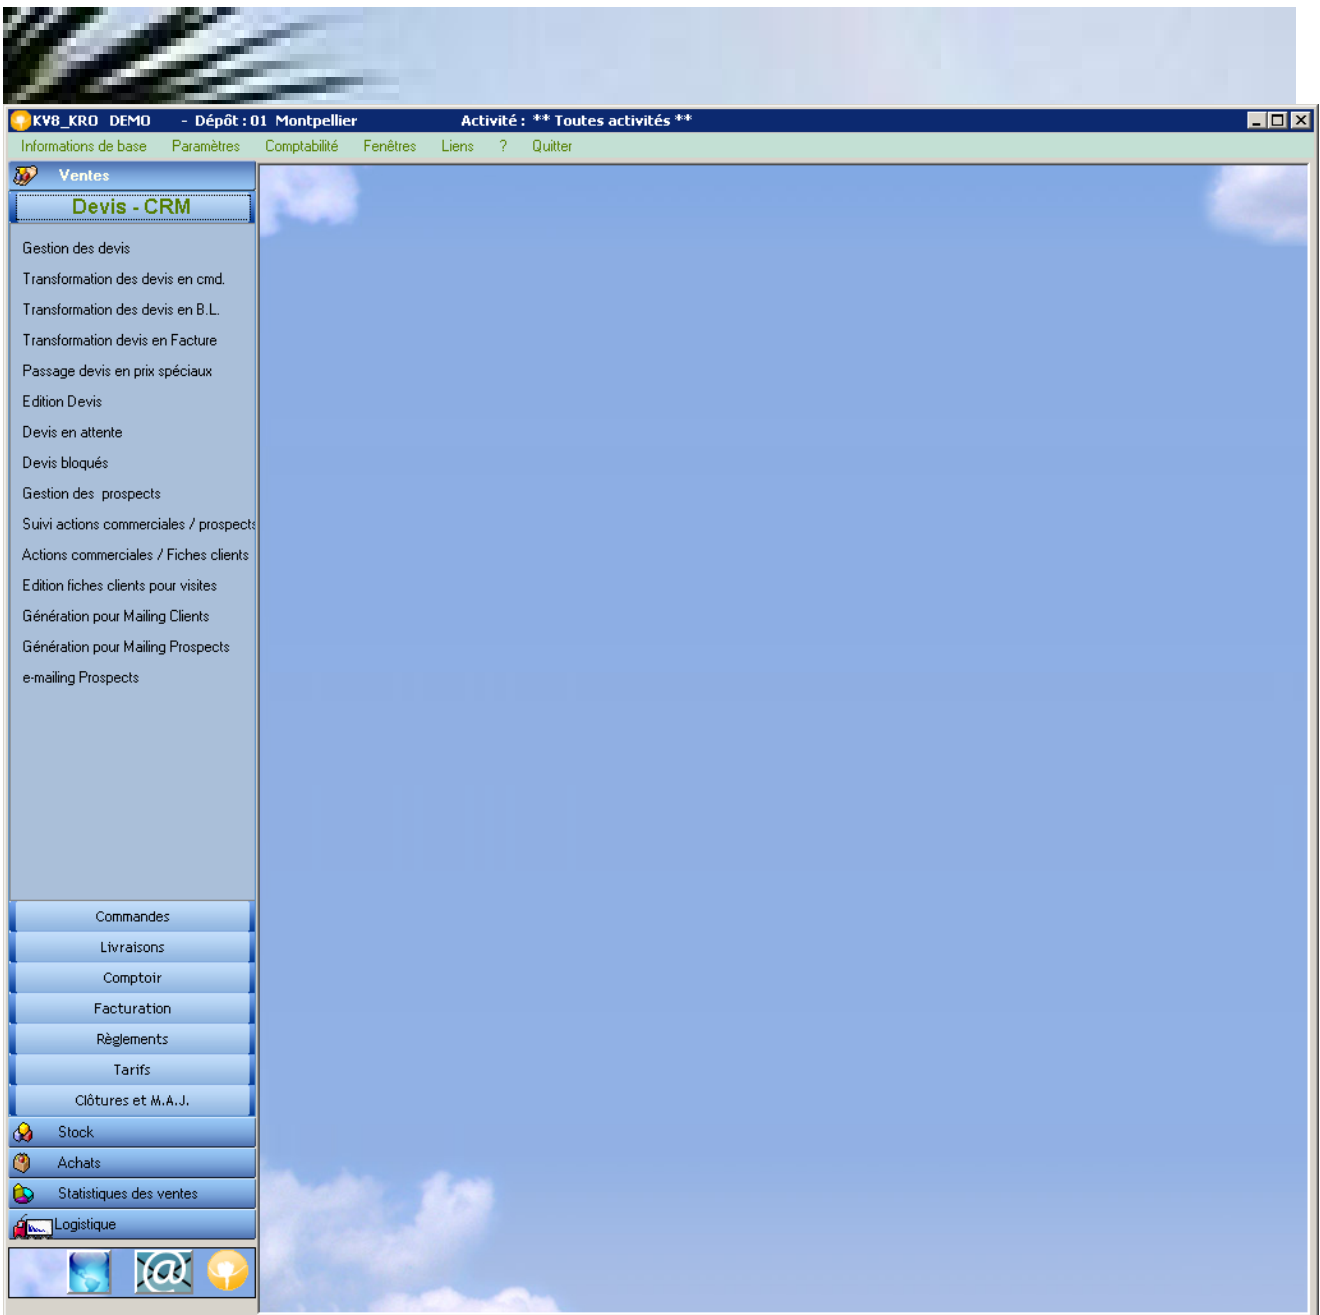 KV8_KRO DEMO - Dépôt : 01 Montpellier Activité : ** Toutes activités **
Informations de base Paramètres Comptabilité Fenêtres Liens ? Quitter
Ventes
Devis - CRM
Gestion des devis
Transformation des devis en cmd.
Transformation des devis en B.L.
Transformation devis en Facture
Passage devis en prix spéciaux
Edition Devis
Devis en attente
Devis bloqués
Gestion des prospects
Suivi actions commerciales / prospects
Actions commerciales / Fiches clients
Edition fiches clients pour visites
Génération pour Mailing Clients
Génération pour Mailing Prospects
e-mailing Prospects
Commandes
Livraisons
Comptoir
Facturation
Règlements
Tarifs
Clôtures et M.A.J.
Stock
Achats
Statistiques des ventes
Logistique
@